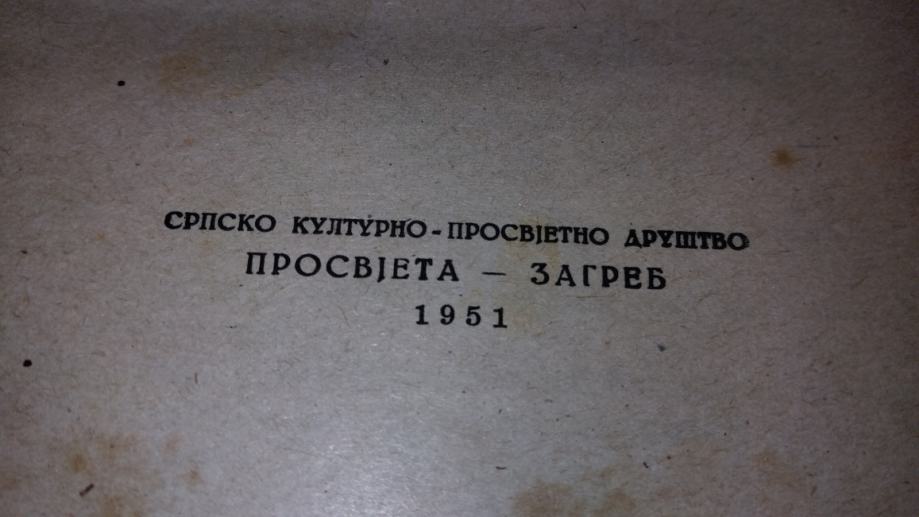 СРПСКО КУЛТУРНО-ПРОСВЈЕТНО ДРУШТВО
ПРОСВЈЕТА — ЗАГРЕБ
1951